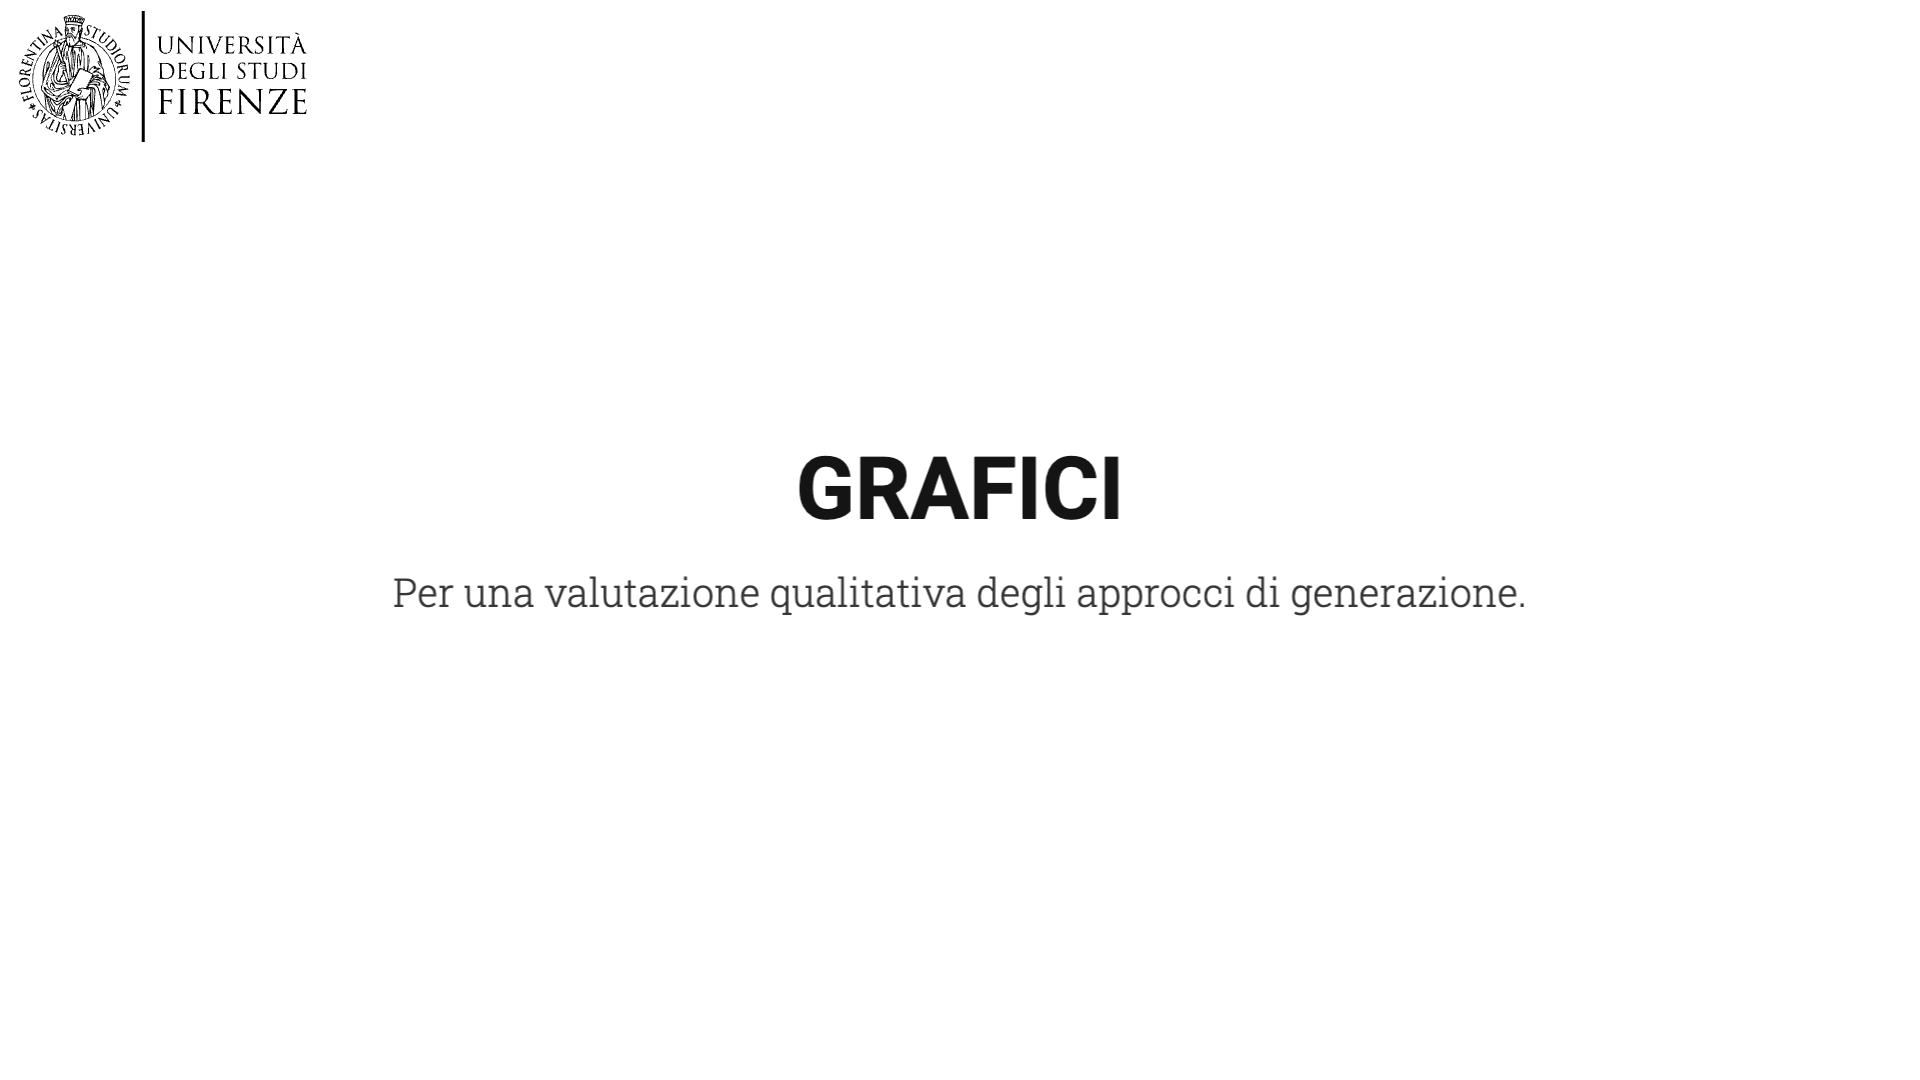 FLORENTINA STUDIORUM UNIVERSITAS
UNIVERSITÀ
DEGLI STUDI
FIRENZE
GRAFICI
Per una valutazione qualitativa degli approcci di generazione.